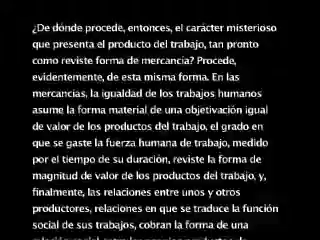 ¿De dónde procede, entonces, el carácter misterioso
que presenta el producto del trabajo, tan pronto
como reviste forma de mercancía? Procede,
evidentemente, de esta misma forma. En las
mercancías, la igualdad de los trabajos humanos
asume la forma material de una objetivación igual
de valor de los productos del trabajo, el grado en
que se gaste la fuerza humana de trabajo, medido
por el tiempo de su duración, reviste la forma de
magnitud de valor de los productos del trabajo, y,
finalmente, las relaciones entre unos y otros
productores, relaciones en que se traduce la función
social de sus trabajos, cobran la forma de una